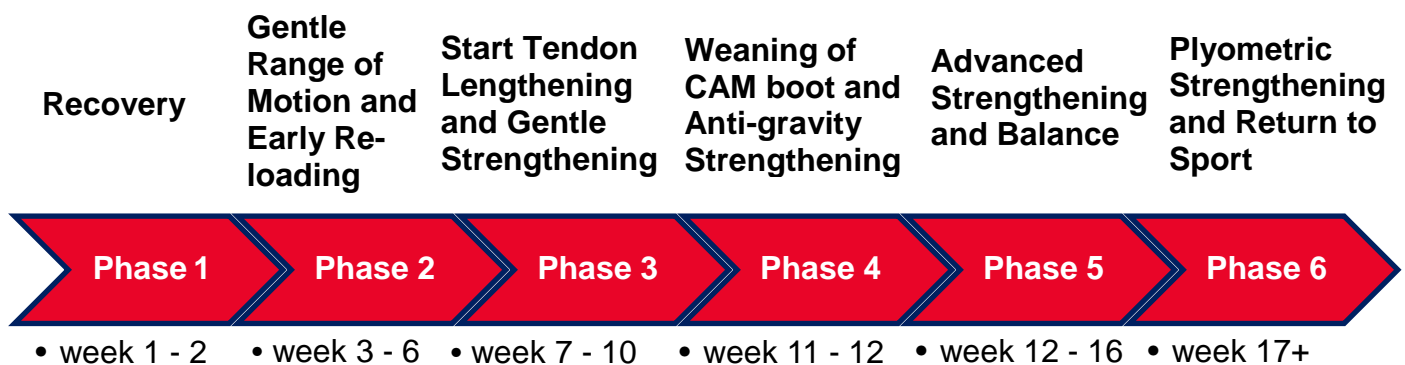 Recovery
Gentle
Range of
Motion and
Early Re-
loading
Start Tendon
Lengthening
and Gentle
Strengthening
Weaning of
CAM boot and
Anti-gravity
Strengthening
Advanced
Strengthening
and Balance
Plyometric
Strengthening
and Return to
Sport
Phase 1
Phase 2
Phase 3
Phase 4
Phase 5
Phase 6
• week 1 - 2
• week 3 - 6
• week 7 - 10
• week 11 - 12
• week 12 - 16
• week 17+